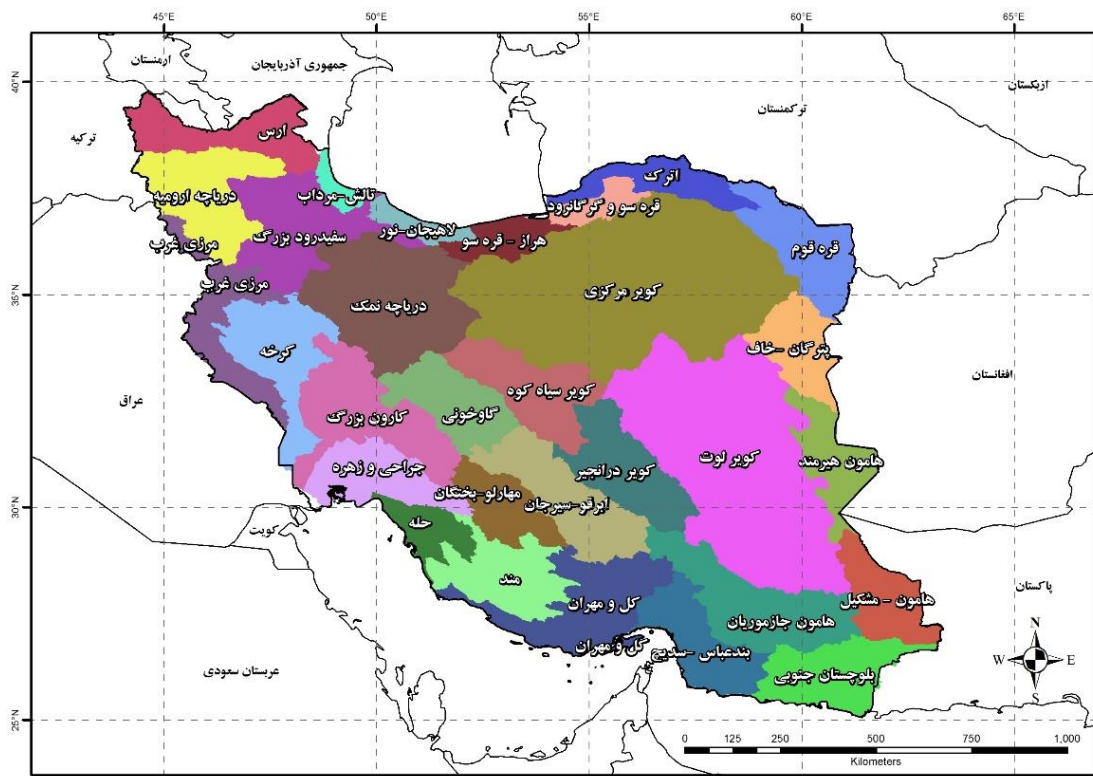 45°E 50°E 55°E 60°E 65°E
40°N
35°N
30°N
25°N
ارمنستان
جمهوری آذربایجان
ازبکستان
ترکمنستان
ترکیه
ارس
اترک
دریاچه ارومیه
تالش-مرداب
قره سو و گرگانرود
لاهیجان-نور
سفیدرود بزرگ
هراز - قره سو
مرزی غرب
قره قوم
مرزی غرب
کویر مرکزی
دریاچه نمک
کرخه
پترگان -خاف
افغانستان
کویر سیاه کوه
عراق
گاوخونی
کارون بزرگ
کویر لوت
هامون هیرمند
جراحی و زهره
کویر درانجیر
مهارلو-بختگان
ابرقو-سیرجان
حله
کویت
مند
پاکستان
هامون - مشکیل
کل و مهران
هامون جازموریان
کل و مهران
بندعباس -سدیج
بلوچستان جنوبی
عربستان سعودی
N
W E
S
0 125 250 500 750 1,000
Kilometers